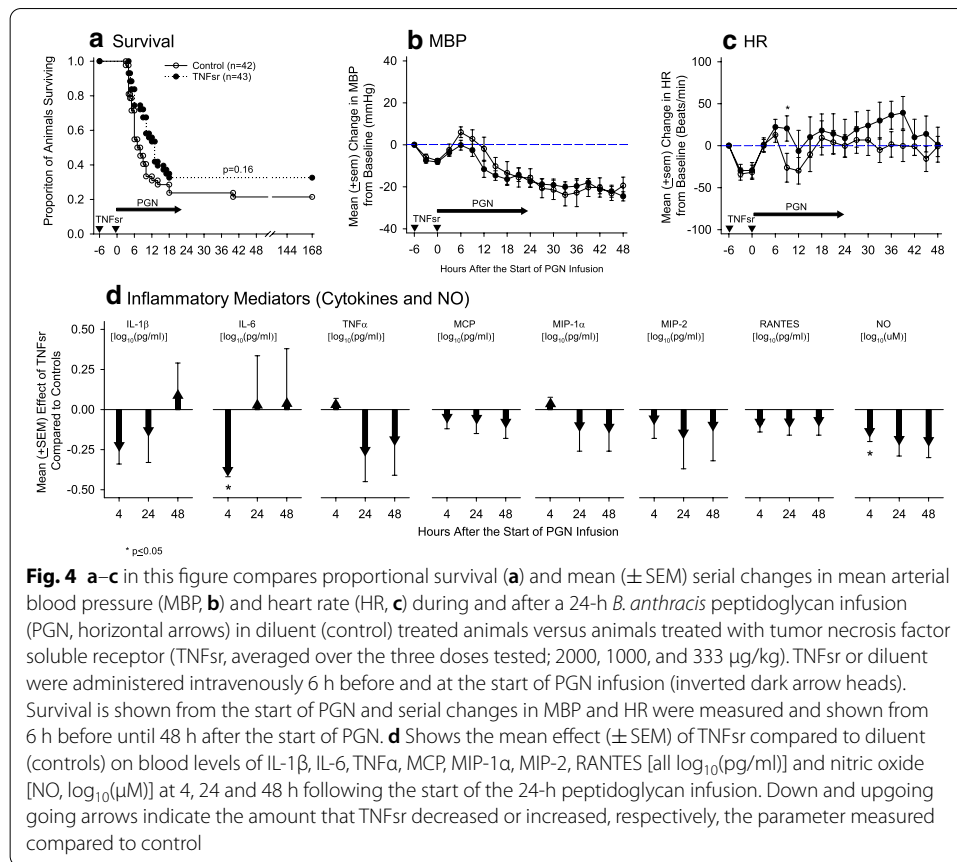 a Survival
Control (n=42)
TNFsr (n=43)
Proportion of Animals Surviving
1.0
0.8
0.6
0.4
0.2
0.0
p=0.16
PGN
TNFsr
-6 0 6 12 18 24 30 36 42 48 144 168
b MBP
Mean (±sem) Change in MBP
from Baseline (mmHg)
40
20
0
-20
-40
PGN
TNFsr
-6 0 6 12 18 24 30 36 42 48
Hours After the Start of PGN Infusion
c HR
Mean (±sem) Change in HR
from Baseline (Beats/min)
100
50
0
-50
-100
*
PGN
TNFsr
-6 0 6 12 18 24 30 36 42 48
d Inflammatory Mediators (Cytokines and NO)
IL-1β IL-6 TNFα MCP MIP-1α MIP-2 RANTES NO
[log10(pg/ml)] [log10(pg/ml)] [log10(pg/ml)] [log10(pg/ml)] [log10(pg/ml)] [log10(pg/ml)] [log10(pg/ml)] [log10(uM)]
Mean (±SEM) Effect of TNFsr
Compared to Controls
0.50
0.25
0.00
-0.25
-0.50
* *
4 24 48 4 24 48 4 24 48 4 24 48 4 24 48 4 24 48 4 24 48 4 24 48
Hours After the Start of PGN Infusion
* p≤0.05
Fig. 4 a–c in this figure compares proportional survival (a) and mean (± SEM) serial changes in mean arterial
blood pressure (MBP, b) and heart rate (HR, c) during and after a 24-h B. anthracis peptidoglycan infusion
(PGN, horizontal arrows) in diluent (control) treated animals versus animals treated with tumor necrosis factor
soluble receptor (TNFsr, averaged over the three doses tested; 2000, 1000, and 333 µg/kg). TNFsr or diluent
were administered intravenously 6 h before and at the start of PGN infusion (inverted dark arrow heads).
Survival is shown from the start of PGN and serial changes in MBP and HR were measured and shown from
6 h before until 48 h after the start of PGN. d Shows the mean effect (± SEM) of TNFsr compared to diluent
(controls) on blood levels of IL-1β, IL-6, TNFα, MCP, MIP-1α, MIP-2, RANTES [all log10(pg/ml)] and nitric oxide
[NO, log10(µM)] at 4, 24 and 48 h following the start of the 24-h peptidoglycan infusion. Down and upgoing
going arrows indicate the amount that TNFsr decreased or increased, respectively, the parameter measured
compared to control